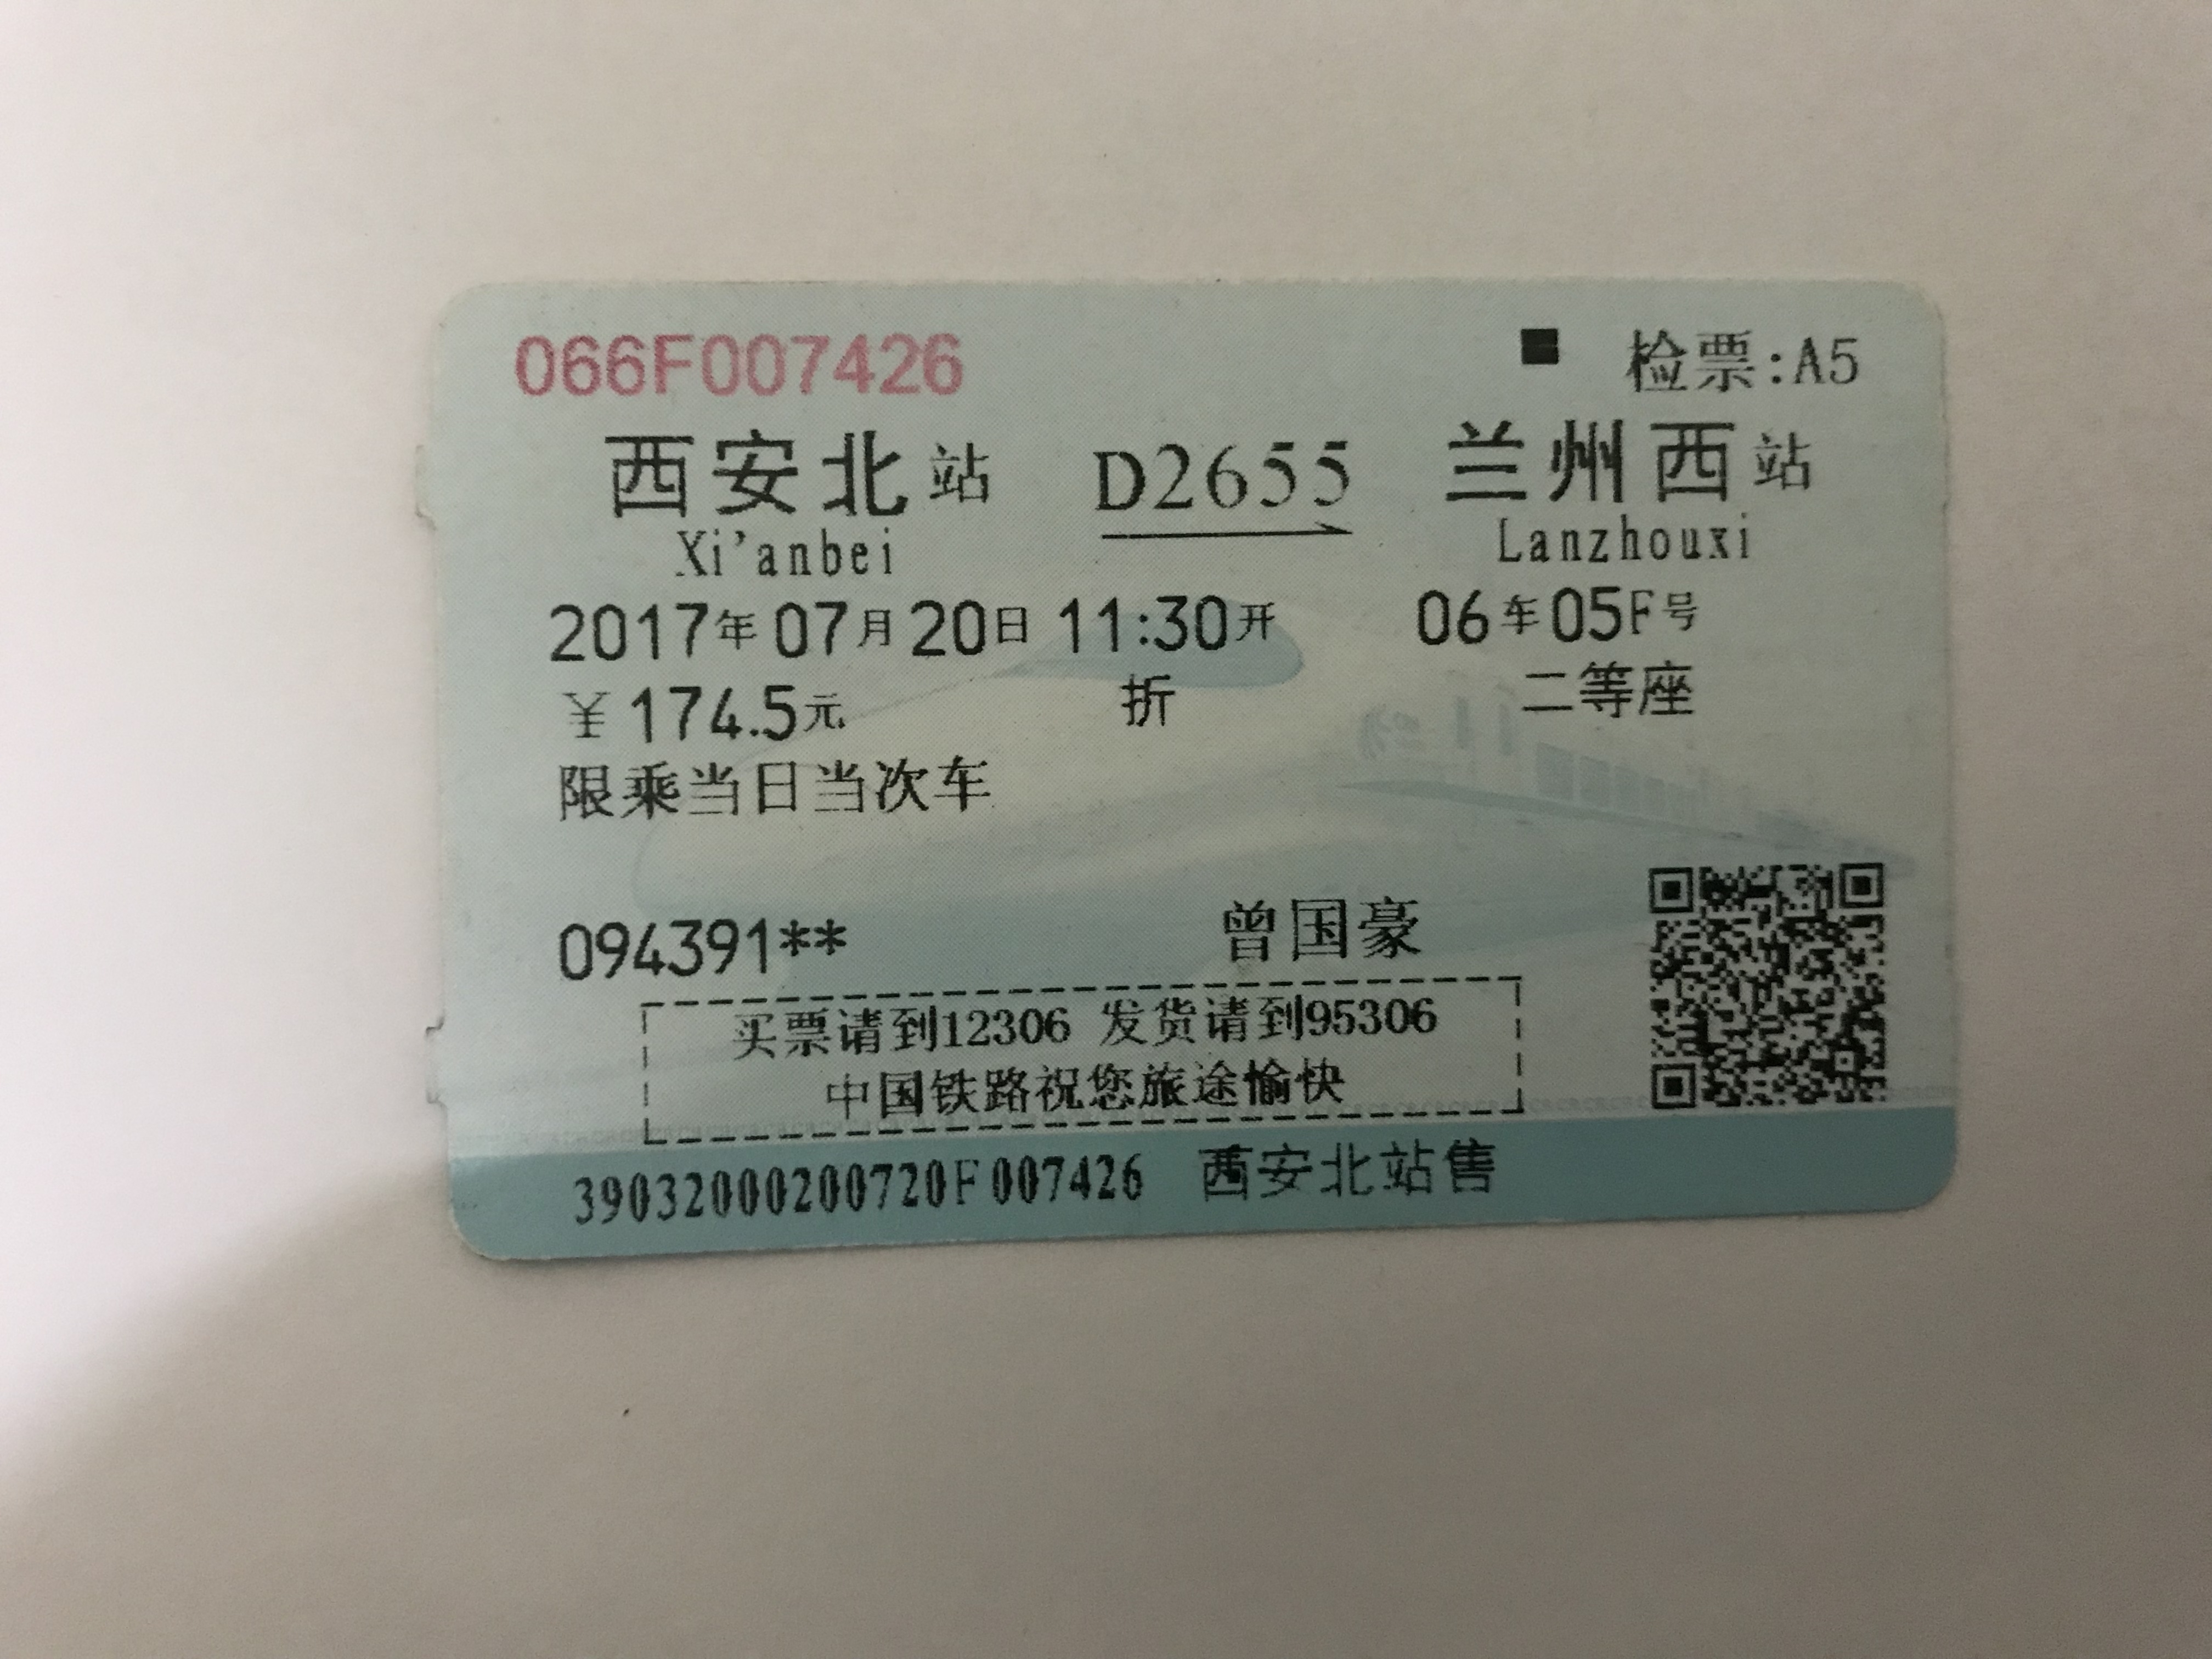 066F007426 检票:A5
西安北站 D2655 兰州西站
Xi'anbei Lanzhouxi
2017年07月20日 11:30开 06车05F号
￥174.5元 折 二等座
限乘当日当次车
094391** 曾国豪
买票请到12306 发货请到95306
中国铁路祝您旅途愉快
39032000200720F007426 西安北站售